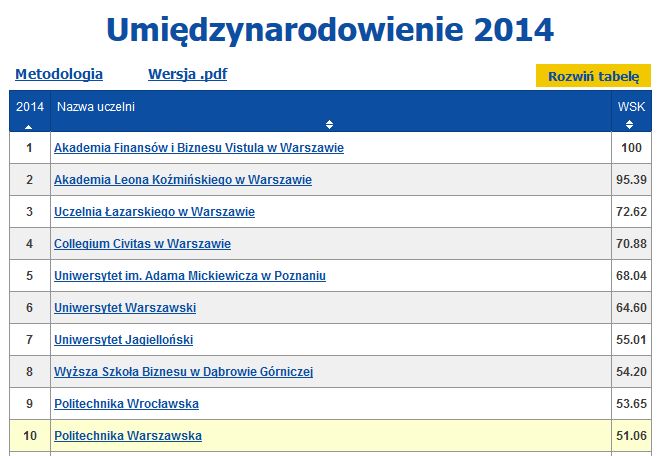 Umiędzynarodowienie 2014
Metodologia Wersja .pdf Rozwiń tabelę
2014 Nazwa uczelni WSK
1 Akademia Finansów i Biznesu Vistula w Warszawie 100
2 Akademia Leona Koźmińskiego w Warszawie 95.39
3 Uczelnia Łazarskiego w Warszawie 72.62
4 Collegium Civitas w Warszawie 70.88
5 Uniwersytet im. Adama Mickiewicza w Poznaniu 68.04
6 Uniwersytet Warszawski 64.60
7 Uniwersytet Jagielloński 55.01
8 Wyższa Szkoła Biznesu w Dąbrowie Górniczej 54.20
9 Politechnika Wrocławska 53.65
10 Politechnika Warszawska 51.06